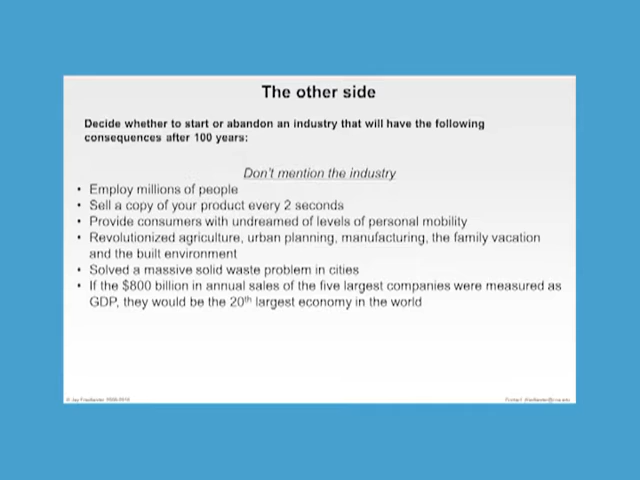 The other side
Decide whether to start or abandon an industry that will have the following
consequences after 100 years:
Don't mention the industry
• Employ millions of people
• Sell a copy of your product every 2 seconds
• Provide consumers with undreamed of levels of personal mobility
• Revolutionized agriculture, urban planning, manufacturing, the family vacation
and the built environment
• Solved a massive solid waste problem in cities
• If the $800 billion in annual sales of the five largest companies were measured as
GDP, they would be the 20th largest economy in the world
© Jay